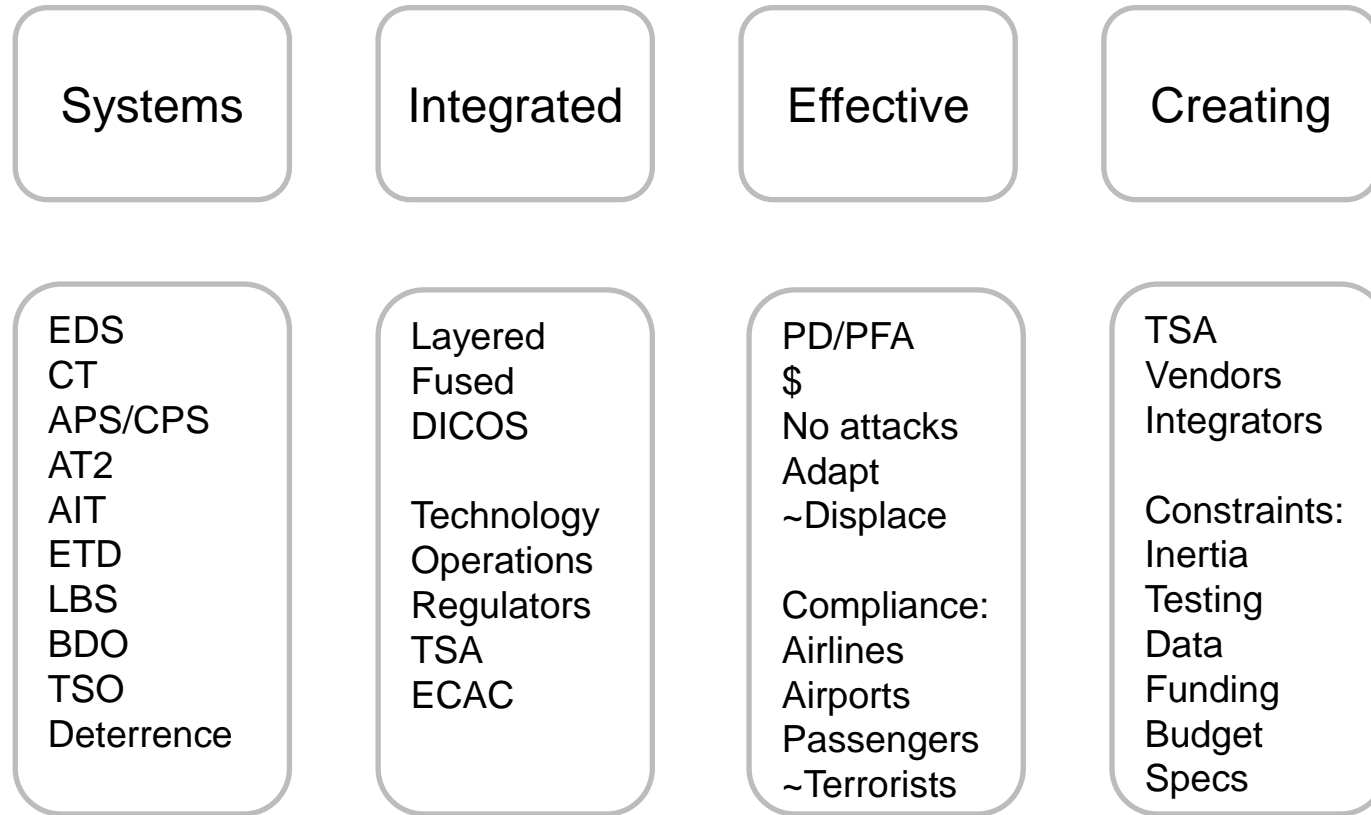 Systems
Integrated
Effective
Creating
EDS
CT
APS/CPS
AT2
AIT
ETD
LBS
BDO
TSO
Deterrence
Layered
Fused
DICOS
Technology
Operations
Regulators
TSA
ECAC
PD/PFA
$
No attacks
Adapt
~Displace
Compliance:
Airlines
Airports
Passengers
~Terrorists
TSA
Vendors
Integrators
Constraints:
Inertia
Testing
Data
Funding
Budget
Specs